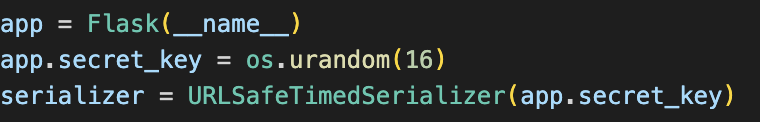 app = Flask(__name__)
app.secret_key = os.urandom(16)
serializer = URLSafeTimedSerializer(app.secret_key)